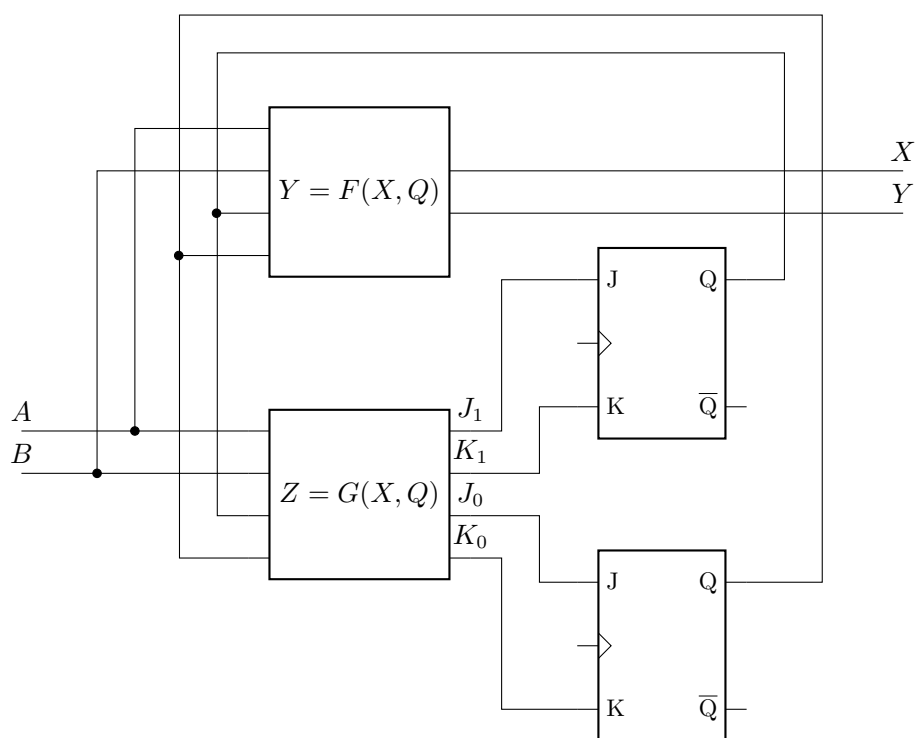 X
Y = F(X, Q)
Y
J Q
A
J₁
K Q̅
B
K₁
Z = G(X, Q)
J₀
K₀
J Q
K Q̅